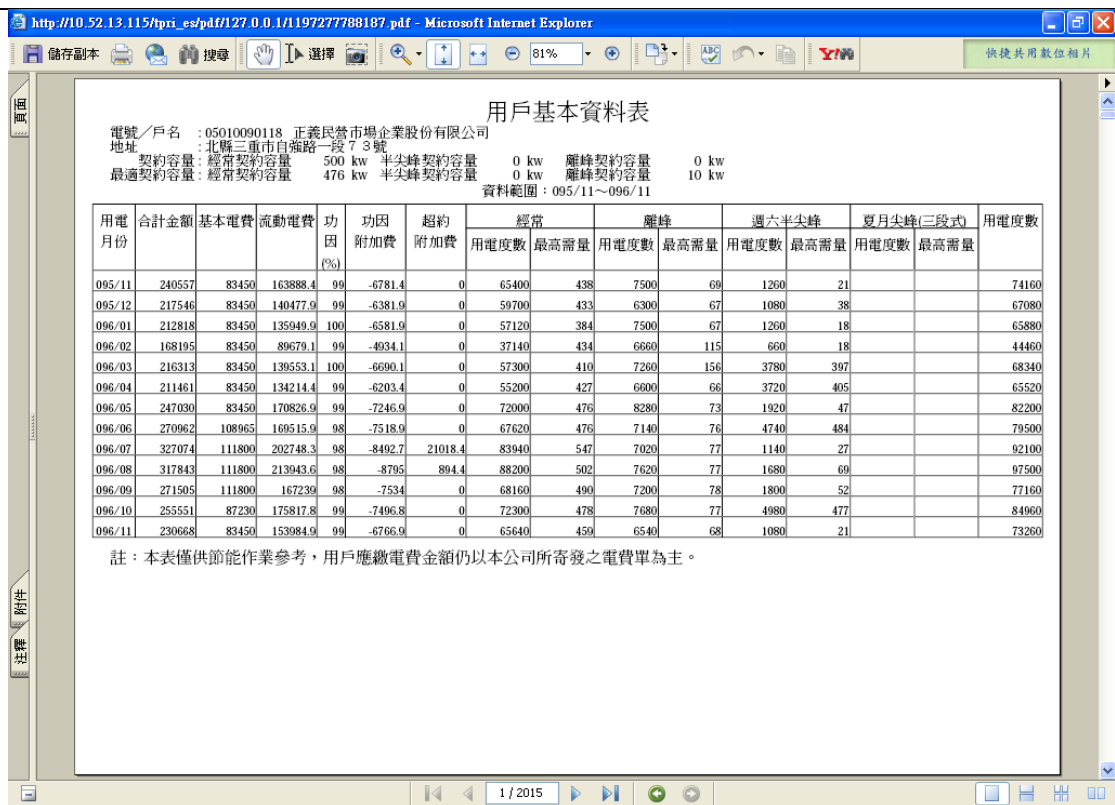 http://10.52.13.115/tpri_es/pdf/127.0.0.1/1197277788187.pdf - Microsoft Internet Explorer
儲存副本 搜尋 選擇 81% ABC Y! 快捷共用數位相片
頁面
用戶基本資料表
電號/戶名 :05010090118 正義民營市場企業股份有限公司
地址 :北縣三重市自強路一段73號
契約容量:經常契約容量 500 kw 半尖峰契約容量 0 kw 離峰契約容量 0 kw
最適契約容量:經常契約容量 476 kw 半尖峰契約容量 0 kw 離峰契約容量 10 kw
資料範圍:095/11~096/11
用電月份 合計金額 基本電費 流動電費 功因(%) 功因附加費 超約附加費 經常 離峰 週六半尖峰 夏月尖峰(三段式) 用電度數
用電度數 最高需量 用電度數 最高需量 用電度數 最高需量 用電度數 最高需量
095/11 240557 83450 163888.4 99 -6781.4 0 65400 438 7500 69 1260 21 74160
095/12 217546 83450 140477.9 99 -6381.9 0 59700 433 6300 67 1080 38 67080
096/01 212818 83450 135949.9 100 -6581.9 0 57120 384 7500 67 1260 18 65880
096/02 168195 83450 89679.1 99 -4934.1 0 37140 434 6660 115 660 18 44460
096/03 216313 83450 139553.1 100 -6690.1 0 57300 410 7260 156 3780 397 68340
096/04 211461 83450 134214.4 99 -6203.4 0 55200 427 6600 66 3720 405 65520
096/05 247030 83450 170826.9 99 -7246.9 0 72000 476 8280 73 1920 47 82200
096/06 270962 108965 169515.9 98 -7518.9 0 67620 476 7140 76 4740 484 79500
096/07 327074 111800 202748.3 98 -8492.7 21018.4 83940 547 7020 77 1140 27 92100
096/08 317843 111800 213943.6 98 -8795 894.4 88200 502 7620 77 1680 69 97500
096/09 271505 111800 167239 98 -7534 0 68160 490 7200 78 1800 52 77160
096/10 255551 87230 175817.8 99 -7496.8 0 72300 478 7680 77 4980 477 84960
096/11 230668 83450 153984.9 99 -6766.9 0 65640 459 6540 68 1080 21 73260
註:本表僅供節能作業參考,用戶應繳電費金額仍以本公司所寄發之電費單為主。
附件
注釋
1 / 2015